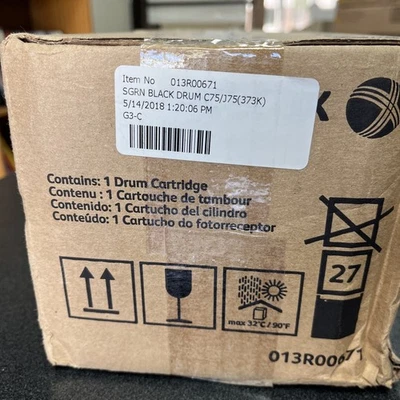 Item No 013R00671
SGRN BLACK DRUM C75/J75(373K)
5/14/2018 1:20:06 PM
G3-C
x
Contains: 1 Drum Cartridge
Contenu : 1 Cartouche de tambour
Contenido: 1 Cartucho del cilindro
Conteúdo: 1 Cartucho do fotorreceptor
27
max 32°C/90°F
013R00671